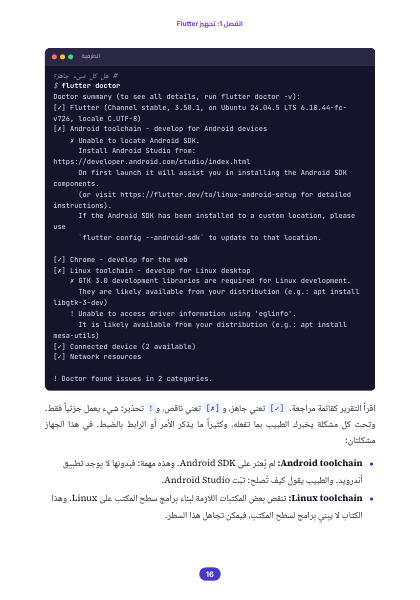 الفصل 1: تجهيز Flutter
الطرفية
# هل كل شيء جاهز؟
$ flutter doctor
Doctor summary (to see all details, run flutter doctor -v):
[✓] Flutter (Channel stable, 3.50.1, on Ubuntu 24.04.5 LTS 6.18.44-fc-
v726, locale C.UTF-8)
[✗] Android toolchain - develop for Android devices
✗ Unable to locate Android SDK.
Install Android Studio from:
https://developer.android.com/studio/index.html
On first launch it will assist you in installing the Android SDK
components.
(or visit https://flutter.dev/to/linux-android-setup for detailed
instructions).
If the Android SDK has been installed to a custom location, please
use
`flutter config --android-sdk` to update to that location.
[✓] Chrome - develop for the web
[✗] Linux toolchain - develop for Linux desktop
✗ GTK 3.0 development libraries are required for Linux development.
They are likely available from your distribution (e.g.: apt install
libgtk-3-dev)
! Unable to access driver information using 'eglinfo'.
It is likely available from your distribution (e.g.: apt install
mesa-utils)
[✓] Connected device (2 available)
[✓] Network resources
! Doctor found issues in 2 categories.
اقرأ التقرير كقائمة مراجعة. [✓] تعني جاهز، و [✗] تعني ناقص، و ! تحذير: شيء يعمل جزئياً فقط.
وتحت كل مشكلة يخبرك الطبيب بما تفعله، وكثيراً ما يذكر الأمر أو الرابط بالضبط. في هذا الجهاز
مشكلتان:
• Android toolchain: لم يُعثر على Android SDK. وهذه مهمة: فبدونها لا يوجد تطبيق
أندرويد. والطبيب يقول كيف تُصلح: ثبّت Android Studio.
• Linux toolchain: تنقص بعض المكتبات اللازمة لبناء برامج سطح المكتب على Linux. وهذا
الكتاب لا يبني برامج لسطح المكتب، فيمكن تجاهل هذا السطر.
16